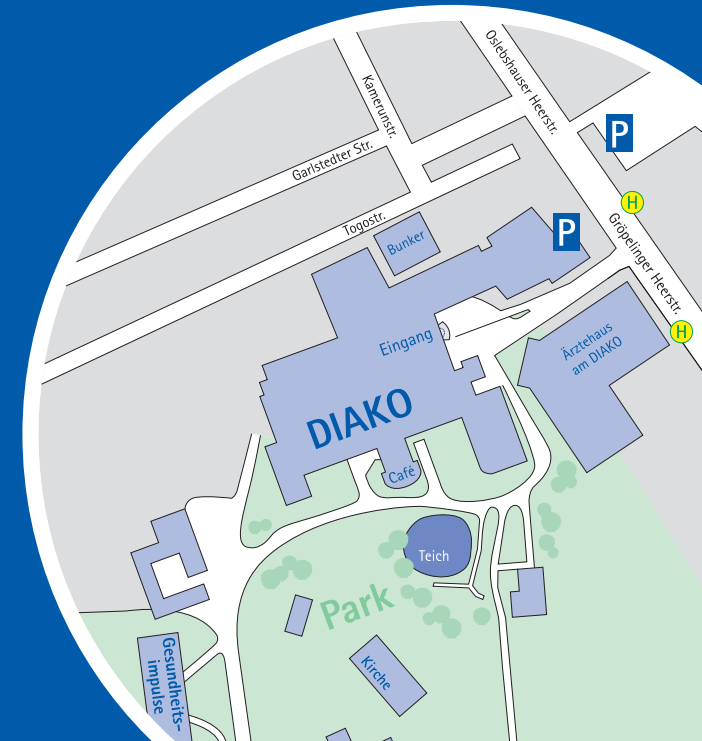 Oslebshauser Heerstr.
Kamerunstr.
P
Garlstedter Str.
H
Togostr.
Bunker
P
Gröpelinger Heerstr.
Eingang
H
Ärztehaus
am DIAKO
DIAKO
Café
Teich
Park
Kirche
Gesundheits-
impulse